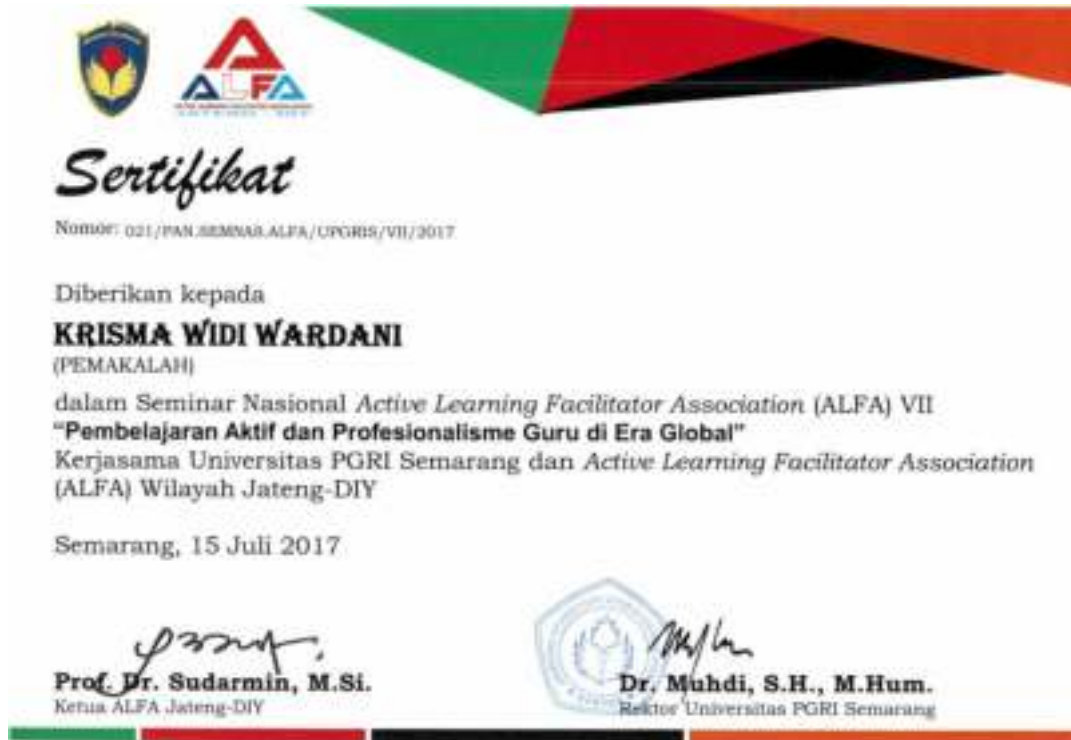 ALFA
Sertifikat
Nomor: 021/PAN.SEMNAS.ALFA/UPGRIS/VII/2017
Diberikan kepada
KRISMA WIDI WARDANI
(PEMAKALAH)
dalam Seminar Nasional Active Learning Facilitator Association (ALFA) VII
"Pembelajaran Aktif dan Profesionalisme Guru di Era Global"
Kerjasama Universitas PGRI Semarang dan Active Learning Facilitator Association
(ALFA) Wilayah Jateng-DIY
Semarang, 15 Juli 2017
Prof. Dr. Sudarmin, M.Si. Dr. Muhdi, S.H., M.Hum.
Ketua ALFA Jateng-DIY Rektor Universitas PGRI Semarang